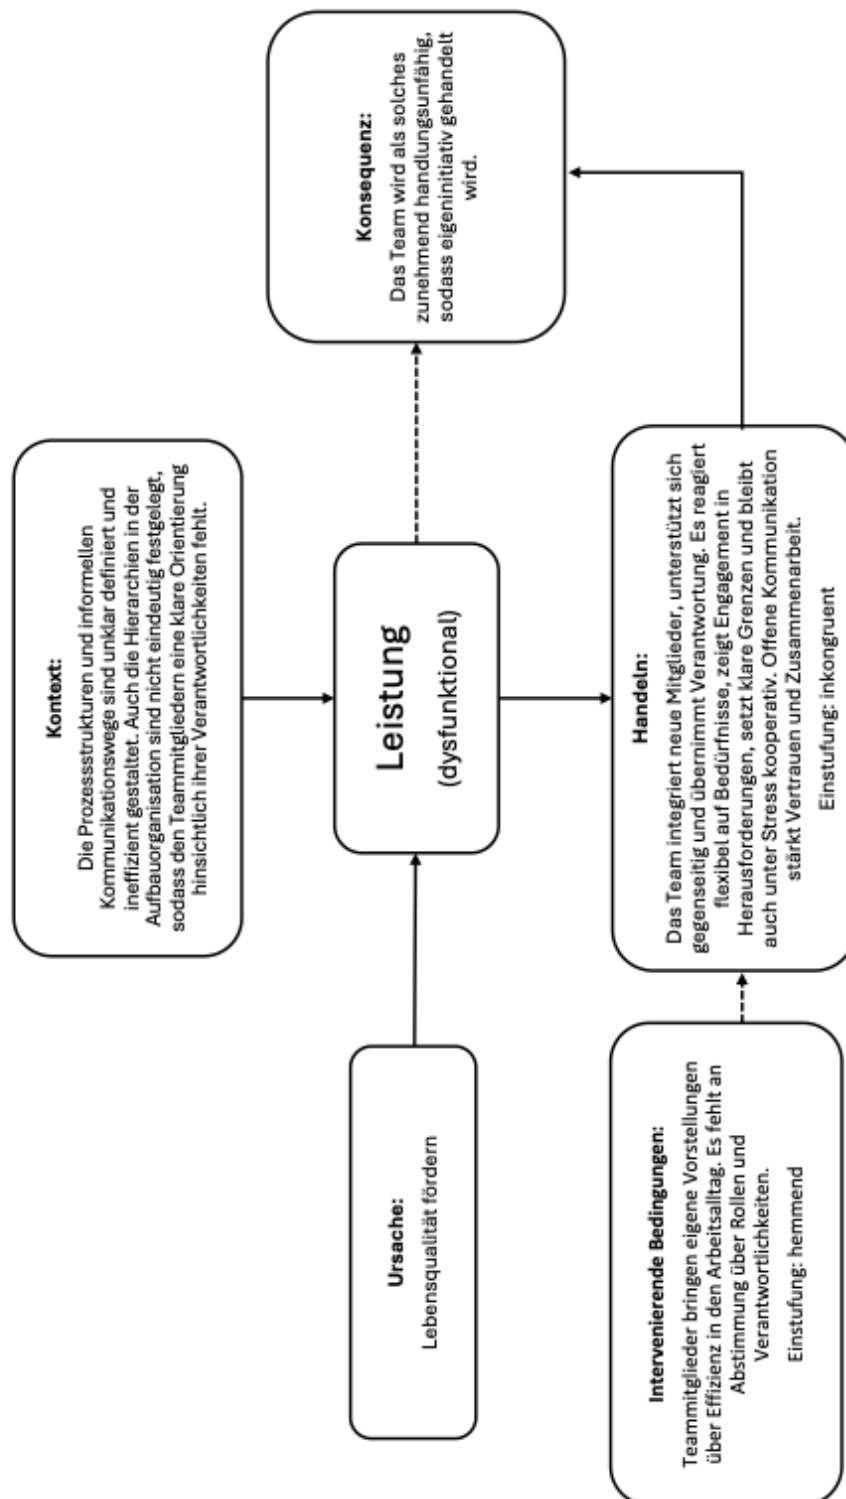 Kontext:
Die Prozessstrukturen und informellen
Kommunikationswege sind unklar definiert und
ineffizient gestaltet. Auch die Hierarchien in der
Aufbauorganisation sind nicht eindeutig festgelegt,
sodass den Teammitgliedern eine klare Orientierung
hinsichtlich ihrer Verantwortlichkeiten fehlt.
Ursache:
Lebensqualität fördern
Leistung
(dysfunktional)
Konsequenz:
Das Team wird als solches
zunehmend handlungsunfähig,
sodass eigeninitiativ gehandelt
wird.
Intervenierende Bedingungen:
Teammitglieder bringen eigene Vorstellungen
über Effizienz in den Arbeitsalltag. Es fehlt an
Abstimmung über Rollen und
Verantwortlichkeiten.
Einstufung: hemmend
Handeln:
Das Team integriert neue Mitglieder, unterstützt sich
gegenseitig und übernimmt Verantwortung. Es reagiert
flexibel auf Bedürfnisse, zeigt Engagement in
Herausforderungen, setzt klare Grenzen und bleibt
auch unter Stress kooperativ. Offene Kommunikation
stärkt Vertrauen und Zusammenarbeit.
Einstufung: inkongruent